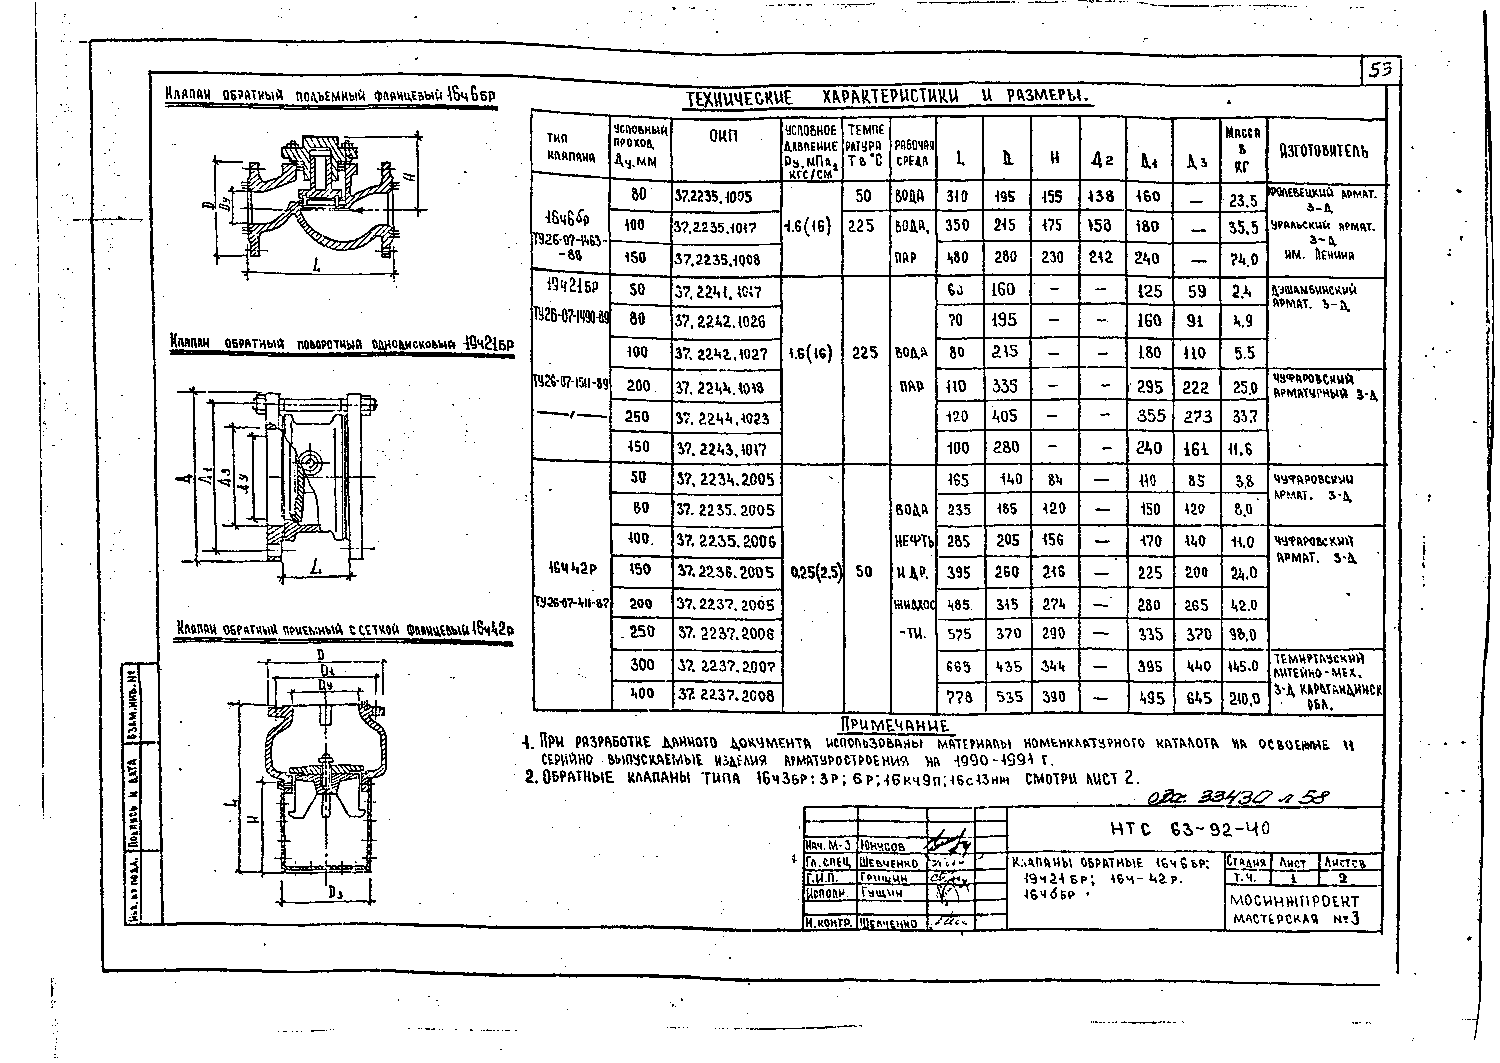 53
Клапан обратный подъемный фланцевый 16ч6бр
D Dу H L
Клапан обратный поворотный однодисковый 19ч21бр
Д Д1 Д3 Ду L
Клапан обратный приемный с сеткой фланцевый 16ч42р
D D1 Dу L H D3
Технические характеристики и размеры.
Тип клапана | Условный проход, Ду, мм | ОКП | Условное давление Ру, МПа, кгс/см² | Темпе ратура Т в °С | Рабочая среда | L | Д | Н | Д2 | Д1 | Д3 | Масса в кг | Изготовитель
16ч6бр ТУ26-07-1463--88 | 80 | 37.2235.1005 | 1.6(16) | 50 | Вода | 310 | 195 | 155 | 138 | 160 | — | 23.5 | Кролевецкий армат. з-д
100 | 37.2235.1017 | 225 | Вода, | 350 | 215 | 175 | 158 | 180 | — | 35.5 | Уральский армат. з-д
150 | 37.2235.1008 | пар | 480 | 280 | 230 | 212 | 240 | — | 74.0 | им. Ленина
19ч21бр | 50 | 37.2241.1017 | 60 | 160 | — | — | 125 | 59 | 2.4 | Душамбинский армат. з-д
ТУ26-07-1490-89 | 80 | 37.2242.1026 | 70 | 195 | — | — | 160 | 91 | 4.9
100 | 37.2242.1027 | 1.6(16) | 225 | Вода | 80 | 215 | — | — | 180 | 110 | 5.5
ТУ26-07-1511-89 | 200 | 37.2244.1018 | пар | 110 | 335 | — | — | 295 | 222 | 25.0 | Чуфаровский арматурный з-д
—〃— | 250 | 37.2244.1023 | 120 | 405 | — | — | 355 | 273 | 33.7
150 | 37.2243.1017 | 100 | 280 | — | — | 240 | 161 | 11.6
50 | 37.2234.2005 | 165 | 140 | 84 | — | 110 | 85 | 3.8 | Чуфаровский армат. з-д
80 | 37.2235.2005 | Вода | 235 | 185 | 120 | — | 150 | 120 | 8.0
100 | 37.2235.2006 | нефть | 285 | 205 | 156 | — | 170 | 140 | 11.0 | Чуфаровский армат. з-д
16ч42р | 150 | 37.2236.2005 | 0.25(2.5) | 50 | и др. | 395 | 260 | 216 | — | 225 | 200 | 24.0
ТУ26-07-411-87 | 200 | 37.2237.2005 | жидкос | 485 | 315 | 274 | — | 280 | 265 | 42.0
250 | 37.2237.2006 | -ти. | 575 | 370 | 290 | — | 335 | 370 | 98.0
300 | 37.2237.2007 | 663 | 435 | 344 | — | 395 | 440 | 145.0 | Темиртауский литейно-мех.
400 | 37.2237.2008 | 778 | 535 | 390 | — | 495 | 645 | 210.0 | з-д Карагандинск обл.
Примечание
1. При разработке данного документа использованы материалы номенклатурного каталога на освоенные и
серийно выпускаемые изделия арматуростроения на 1990-1991 г.
2. Обратные клапаны типа 16ч3бр; 3р; 6р; 16кч9п; 16с13нж смотри лист 2.
33430 л 58
НТС 63-92-40
Нач. М-3 Юнусов
Гл. спец. Шевченко
Г.И.П. Грищин
Исполн. Гущин
Н. контр. Шевченко
Клапаны обратные 16ч6бр;
19ч21бр; 16ч-42р.
16ч6бр
Стадия Лист Листов
Т.Ч. 1 2
Мосинжпроект
Мастерская №3
Взам. инв. №
Подпись и дата
Инв. № подл.